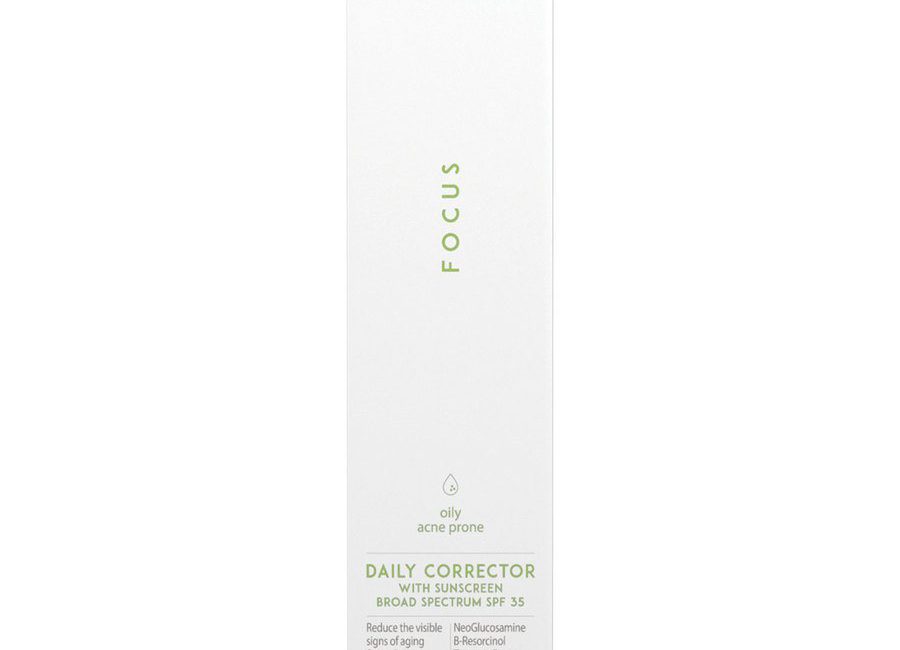 FOCUS
oily
acne prone
DAILY CORRECTOR
WITH SUNSCREEN
BROAD SPECTRUM SPF 35
Reduce the visible
signs of aging
NeoGlucosamine
B-Resorcinol